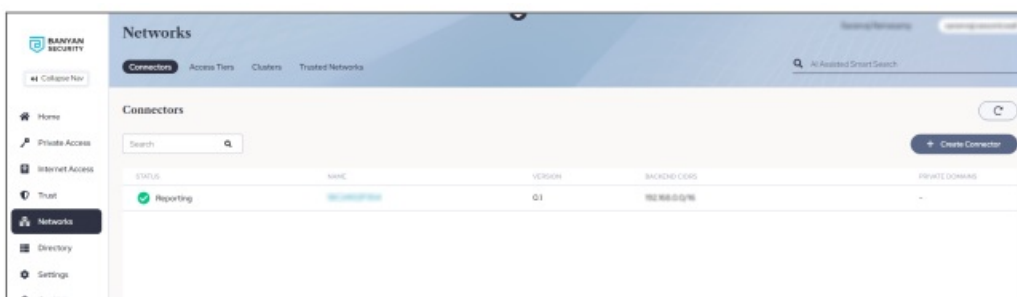 BANYAN
SECURITY
Collapse Nav
Home
Private Access
Internet Access
Trust
Networks
Directory
Settings
Networks
Connectors Access Tiers Clusters Trusted Networks
AI Assisted Smart Search
Connectors
Search
+ Create Connector
STATUS NAME VERSION BACKEND CIDRS PRIVATE DOMAINS
Reporting 0.1 -